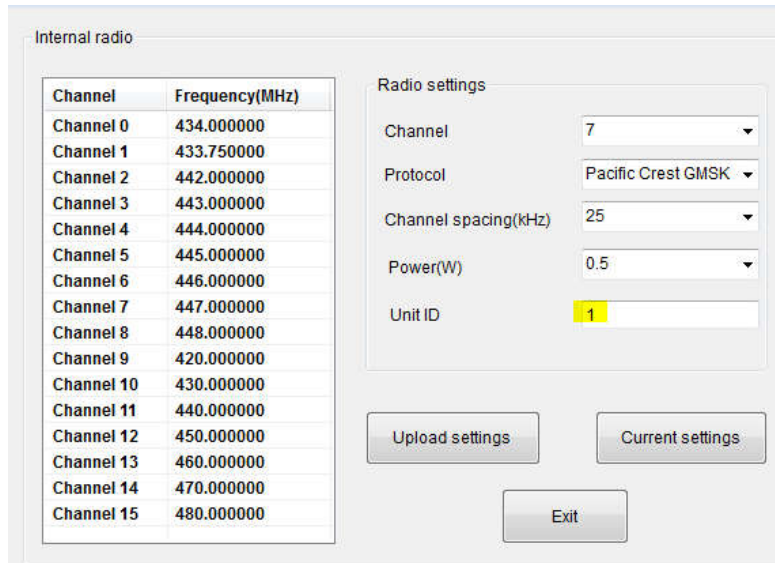 Internal radio
Channel Frequency(MHz)
Channel 0 434.000000
Channel 1 433.750000
Channel 2 442.000000
Channel 3 443.000000
Channel 4 444.000000
Channel 5 445.000000
Channel 6 446.000000
Channel 7 447.000000
Channel 8 448.000000
Channel 9 420.000000
Channel 10 430.000000
Channel 11 440.000000
Channel 12 450.000000
Channel 13 460.000000
Channel 14 470.000000
Channel 15 480.000000
Radio settings
Channel 7
Protocol Pacific Crest GMSK
Channel spacing(kHz) 25
Power(W) 0.5
Unit ID 1
Upload settings Current settings
Exit